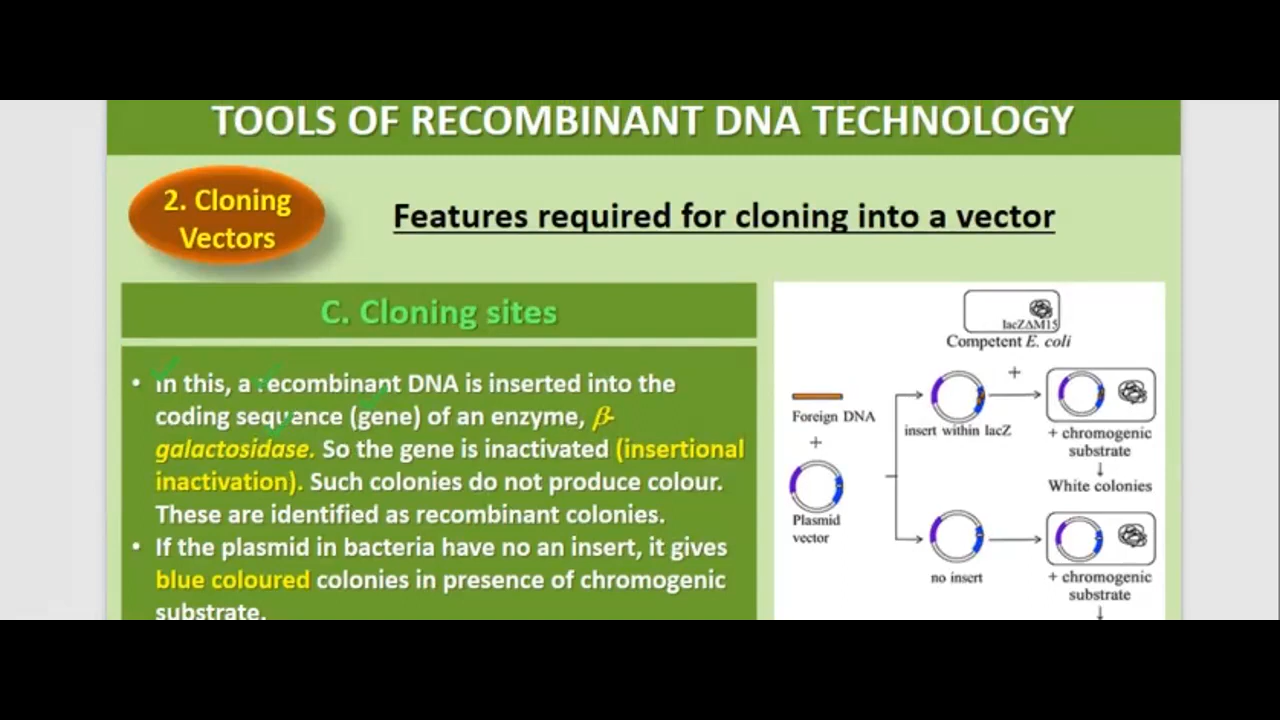 TOOLS OF RECOMBINANT DNA TECHNOLOGY
2. Cloning
Vectors
Features required for cloning into a vector
C. Cloning sites
• In this, a recombinant DNA is inserted into the
coding sequence (gene) of an enzyme, β-
galactosidase. So the gene is inactivated (insertional
inactivation). Such colonies do not produce colour.
These are identified as recombinant colonies.
• If the plasmid in bacteria have no an insert, it gives
blue coloured colonies in presence of chromogenic
substrate.
lacZΔM15
Competent E. coli
+
Foreign DNA
+
Plasmid
vector
insert within lacZ
+ chromogenic
substrate
↓
White colonies
no insert
+ chromogenic
substrate
↓